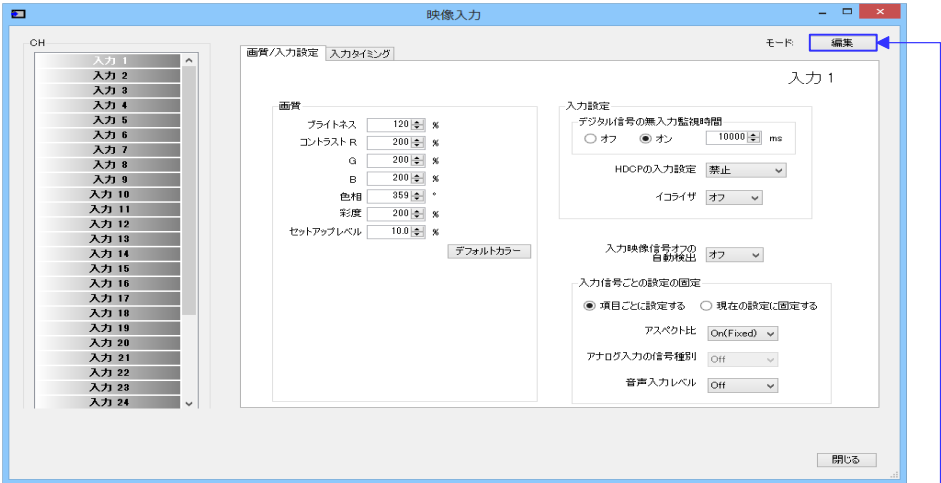 映像入力
CH
モード: 編集
入力 1
入力 2
入力 3
入力 4
入力 5
入力 6
入力 7
入力 8
入力 9
入力 10
入力 11
入力 12
入力 13
入力 14
入力 15
入力 16
入力 17
入力 18
入力 19
入力 20
入力 21
入力 22
入力 23
入力 24
画質/入力設定 入力タイミング
入力 1
画質
ブライトネス 120 %
コントラスト R 200 %
G 200 %
B 200 %
色相 359 °
彩度 200 %
セットアップレベル 10.0 %
デフォルトカラー
入力設定
デジタル信号の無入力監視時間
オフ オン 10000 ms
HDCPの入力設定 禁止
イコライザ オフ
入力映像信号オフの
自動検出 オフ
入力信号ごとの設定の固定
項目ごとに設定する 現在の設定に固定する
アスペクト比 On(Fixed)
アナログ入力の信号種別 Off
音声入力レベル Off
閉じる